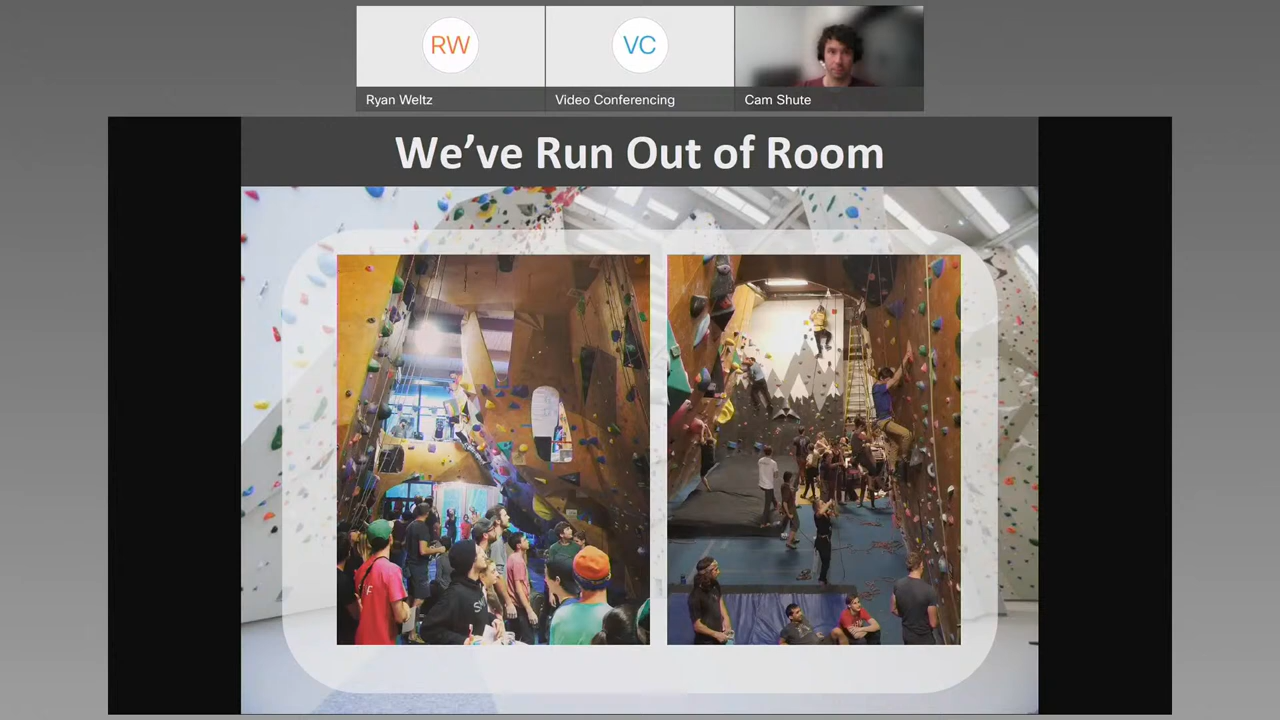 RW
VC
Ryan Weltz
Video Conferencing
Cam Shute
We've Run Out of Room